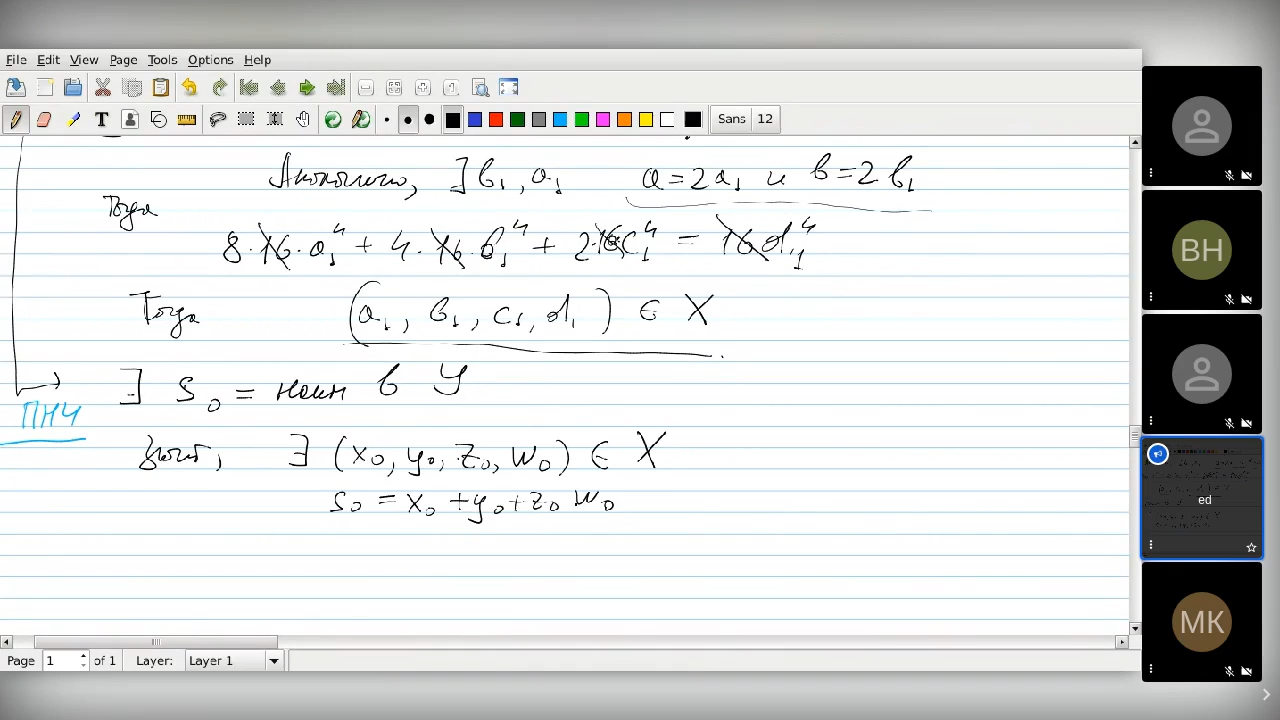 File Edit View Page Tools Options Help
Sans 12
Аналогично, ∃ b₁, a₁ a = 2a₁ и b = 2b₁
Тогда
8·16·a₁⁴ + 4·16·b₁⁴ + 2·16c₁⁴ = 16d₁⁴
Тогда (a₁, b₁, c₁, d₁) ∈ X
∃ s₀ = наим в Y
ПНЧ
Значит, ∃ (x₀, y₀, z₀, w₀) ∈ X
s₀ = x₀ + y₀ + z₀ w₀
BH
ed
MK
Page 1 of 1 Layer: Layer 1